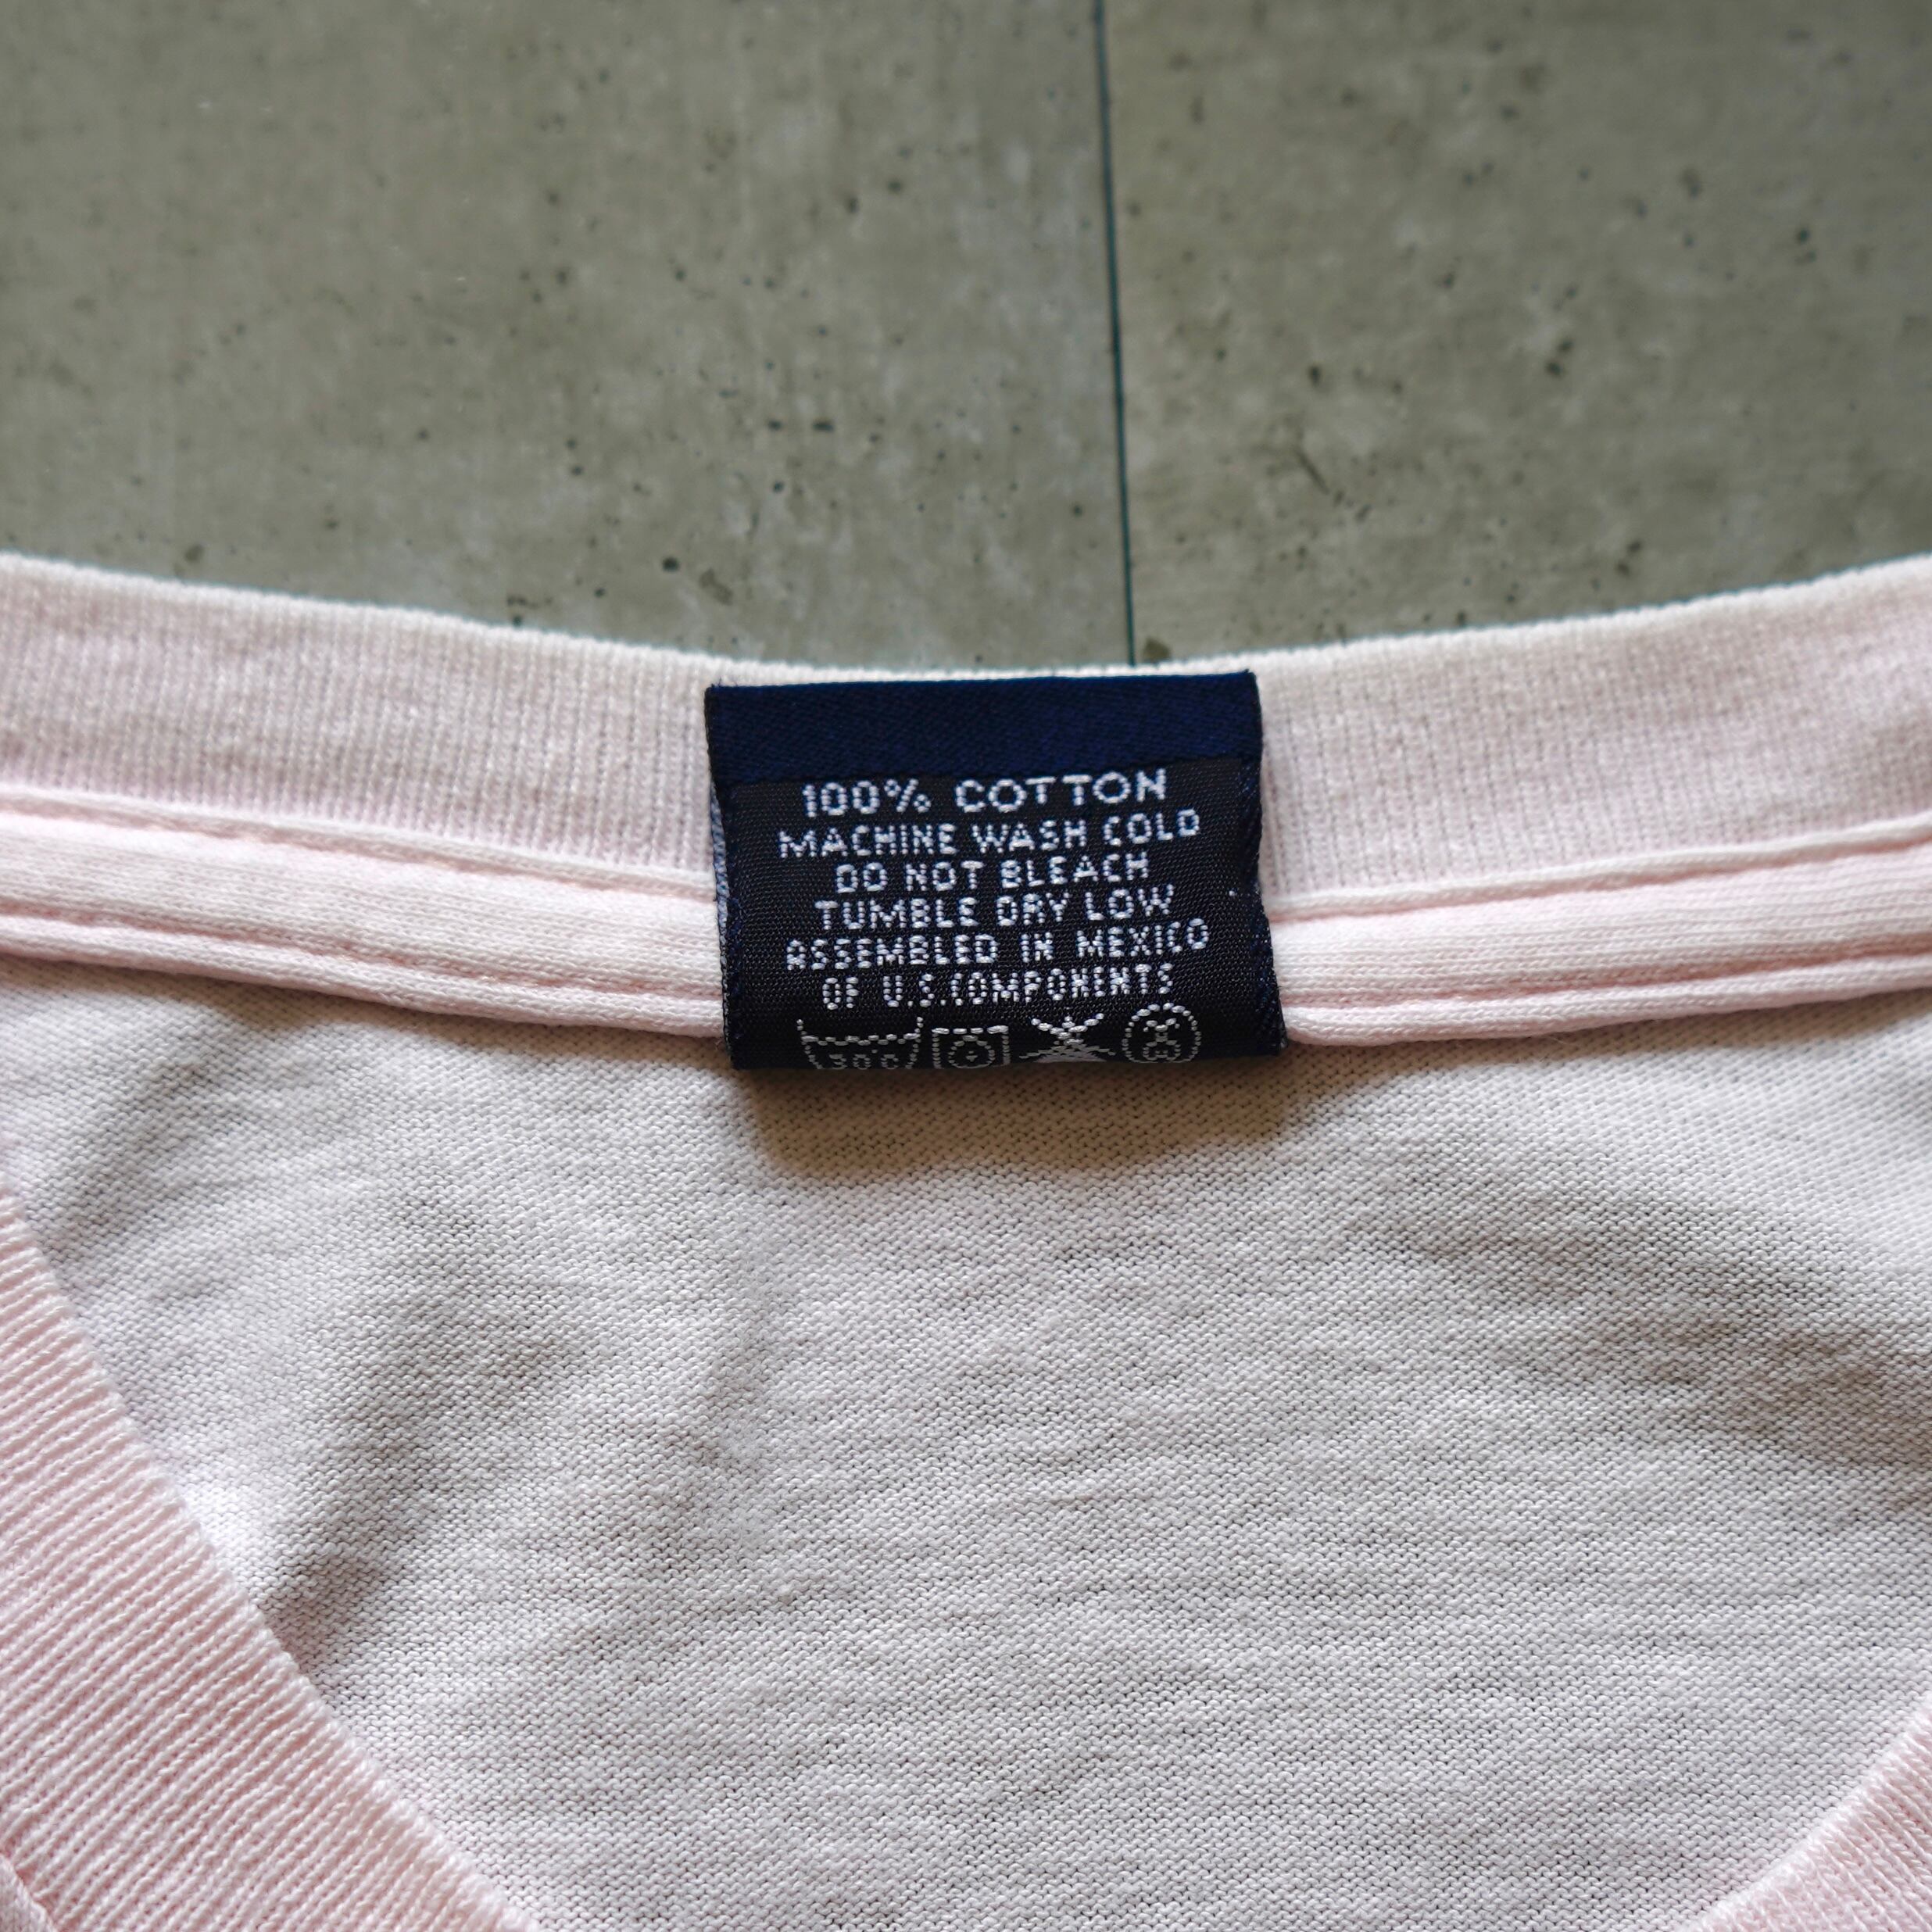 100% COTTON
MACHINE WASH COLD
DO NOT BLEACH
TUMBLE DRY LOW
ASSEMBLED IN MEXICO
OF U.S.COMPONENTS
30°C